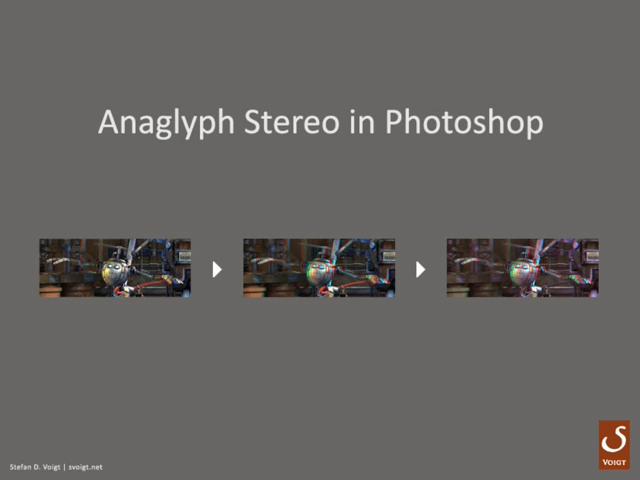 Anaglyph Stereo in Photoshop
Stefan D. Voigt | svoigt.net
S
VOIGT